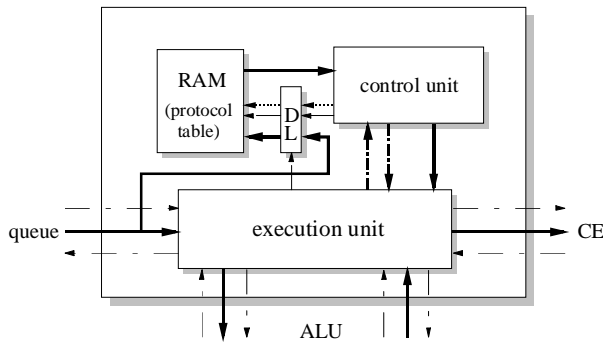 RAM
(protocol
table)
control unit
D
L
execution unit
queue
CE
ALU